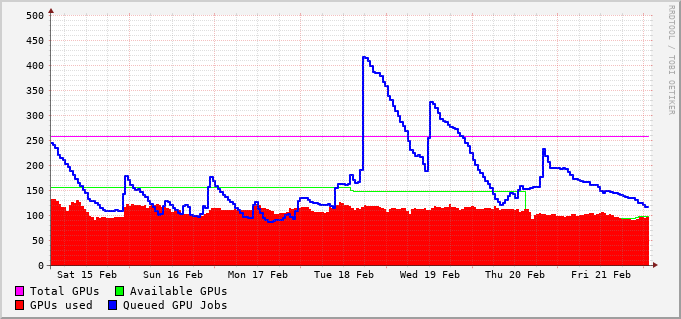 500
450
400
350
300
250
200
150
100
50
0
Sat 15 Feb Sun 16 Feb Mon 17 Feb Tue 18 Feb Wed 19 Feb Thu 20 Feb Fri 21 Feb
Total GPUs Available GPUs
GPUs used Queued GPU Jobs
RRDTOOL / TOBI OETIKER